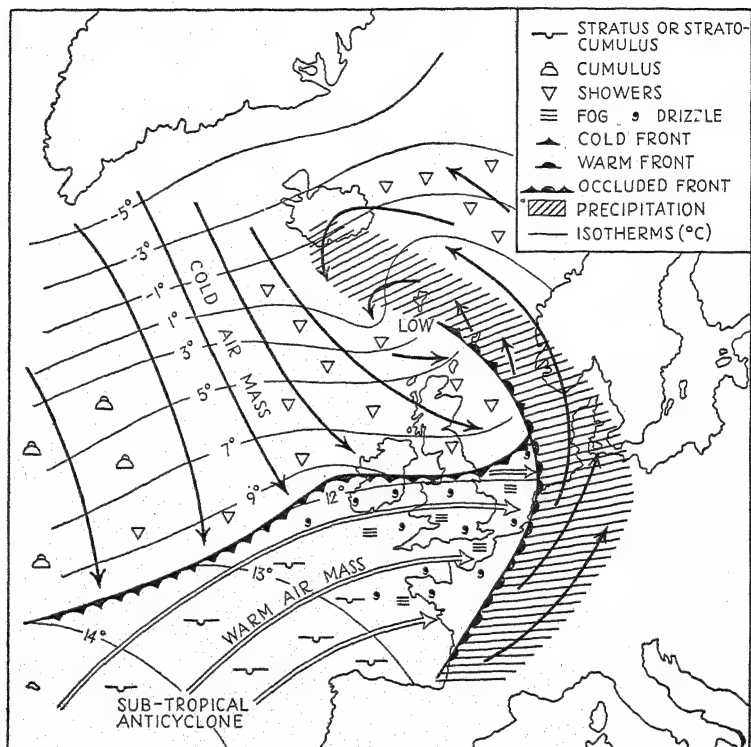 STRATUS OR STRATO-
CUMULUS
CUMULUS
SHOWERS
FOG DRIZZLE
COLD FRONT
WARM FRONT
OCCLUDED FRONT
PRECIPITATION
ISOTHERMS (°C)
-5°
-3°
-1°
1°
3°
5°
7°
9°
COLD AIR MASS
LOW
12°
13°
14°
WARM AIR MASS
SUB-TROPICAL
ANTICYCLONE